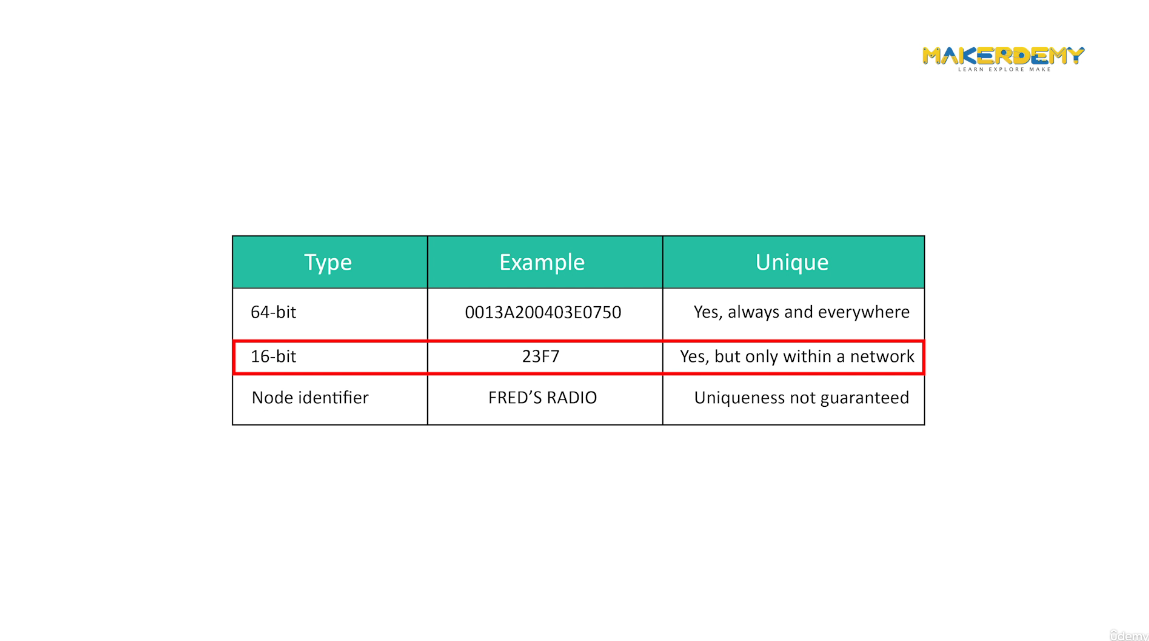 MAKERDEMY
LEARN EXPLORE MAKE
Type Example Unique
64-bit 0013A200403E0750 Yes, always and everywhere
16-bit 23F7 Yes, but only within a network
Node identifier FRED’S RADIO Uniqueness not guaranteed
ûdemy